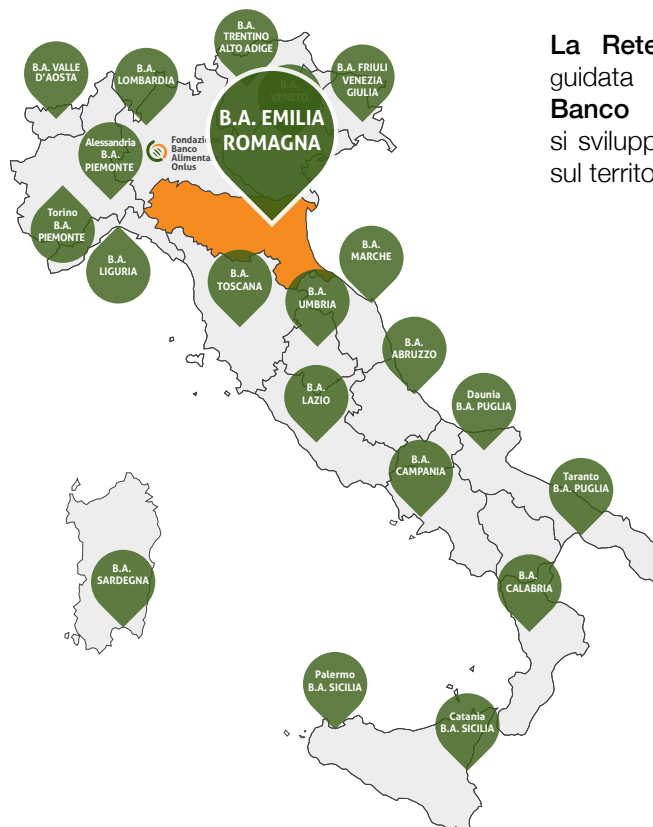 La Rete
guidata
Banco
si svilupp
sul territo
B.A. VALLE
D'AOSTA
B.A.
LOMBARDIA
B.A.
TRENTINO
ALTO ADIGE
B.A.
VENETO
B.A. FRIULI
VENEZIA
GIULIA
B.A. EMILIA
ROMAGNA
Alessandria
B.A.
PIEMONTE
Fondazi
Banco
Alimenta
Onlus
Torino
B.A.
PIEMONTE
B.A.
LIGURIA
B.A.
TOSCANA
B.A.
UMBRIA
B.A.
MARCHE
B.A.
ABRUZZO
B.A.
LAZIO
Daunia
B.A. PUGLIA
B.A.
CAMPANIA
Taranto
B.A. PUGLIA
B.A.
SARDEGNA
B.A.
CALABRIA
Palermo
B.A. SICILIA
Catania
B.A. SICILIA